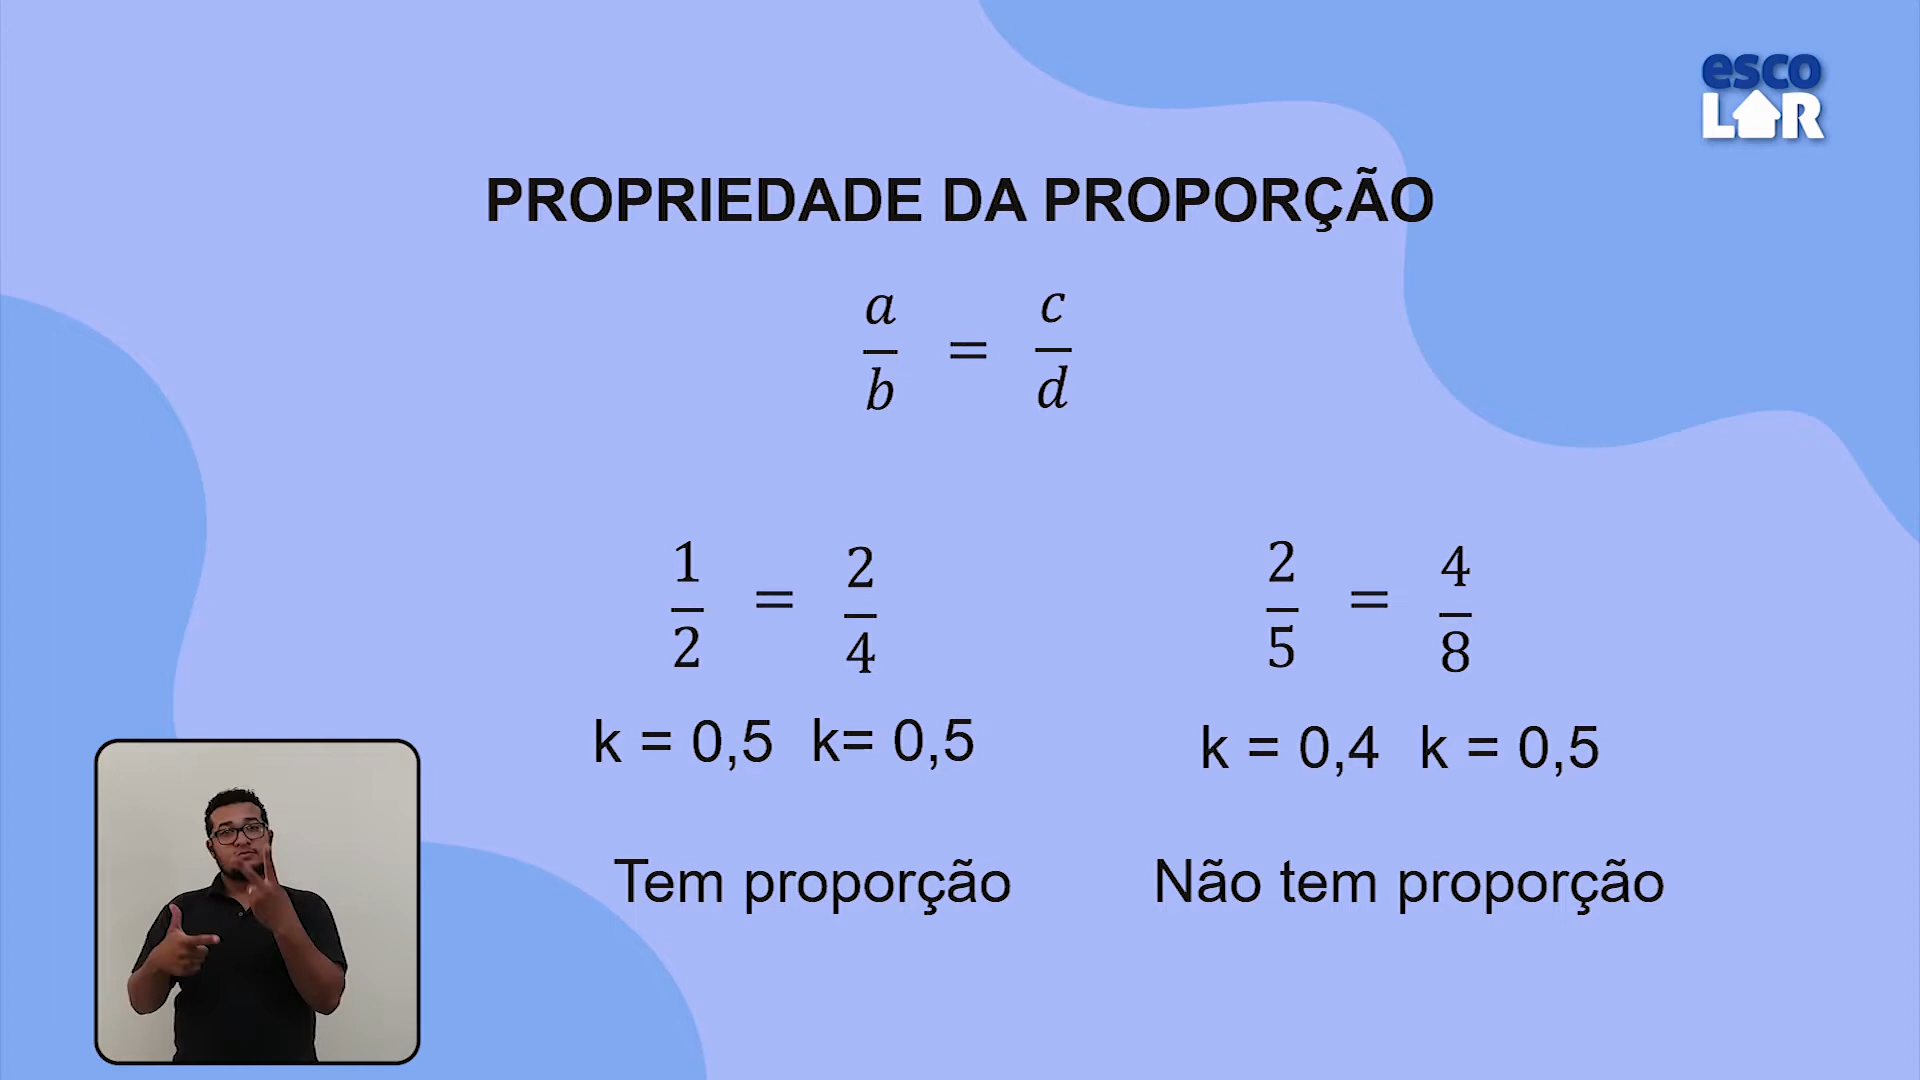 esco
LAR
PROPRIEDADE DA PROPORÇÃO
a/b = c/d
1/2 = 2/4
k = 0,5 k= 0,5
Tem proporção
2/5 = 4/8
k = 0,4 k = 0,5
Não tem proporção